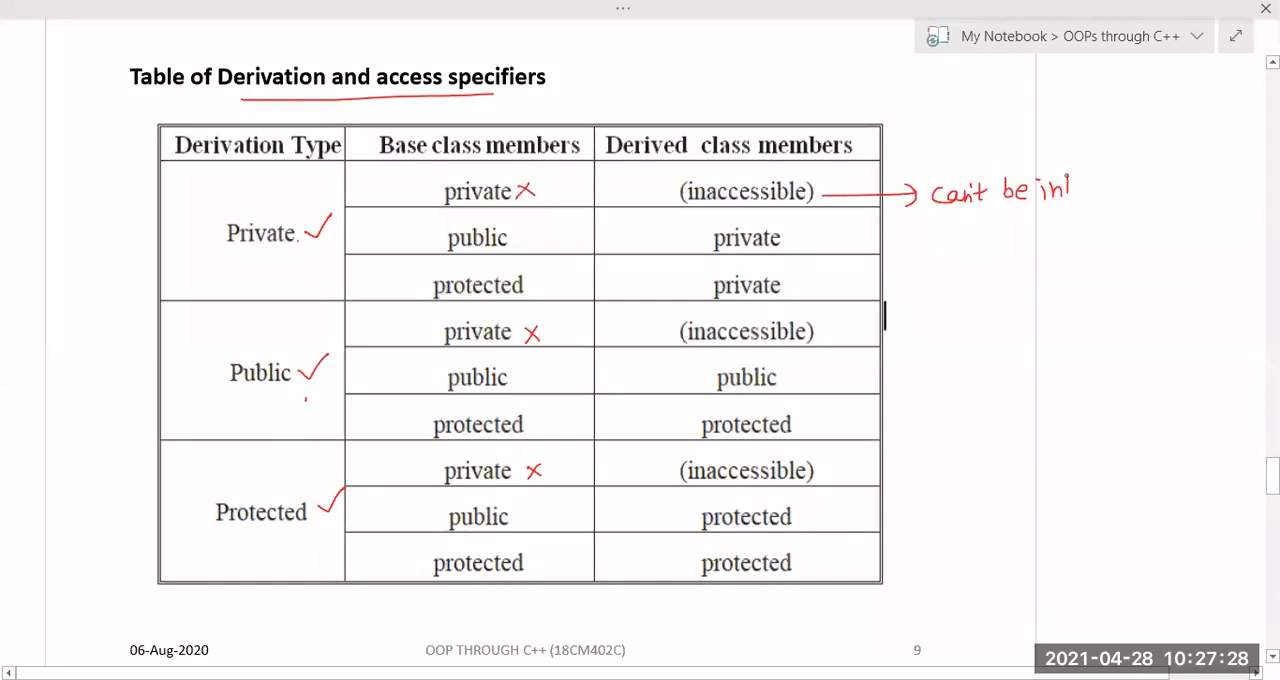 My Notebook > OOPs through C++
Table of Derivation and access specifiers
Derivation Type Base class members Derived class members
Private. private (inaccessible) can't be
public private
protected private
Public private (inaccessible)
public public
protected protected
Protected private (inaccessible)
public protected
protected protected
06-Aug-2020 OOP THROUGH C++ (18CM402C) 9
2021-04-28 10:27:28